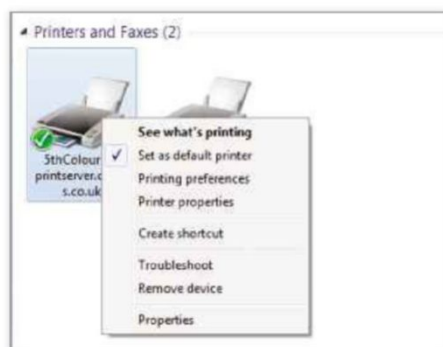 Printers and Faxes (2)
5thColour
printserver.
s.co.uk
See what's printing
Set as default printer
Printing preferences
Printer properties
Create shortcut
Troubleshoot
Remove device
Properties